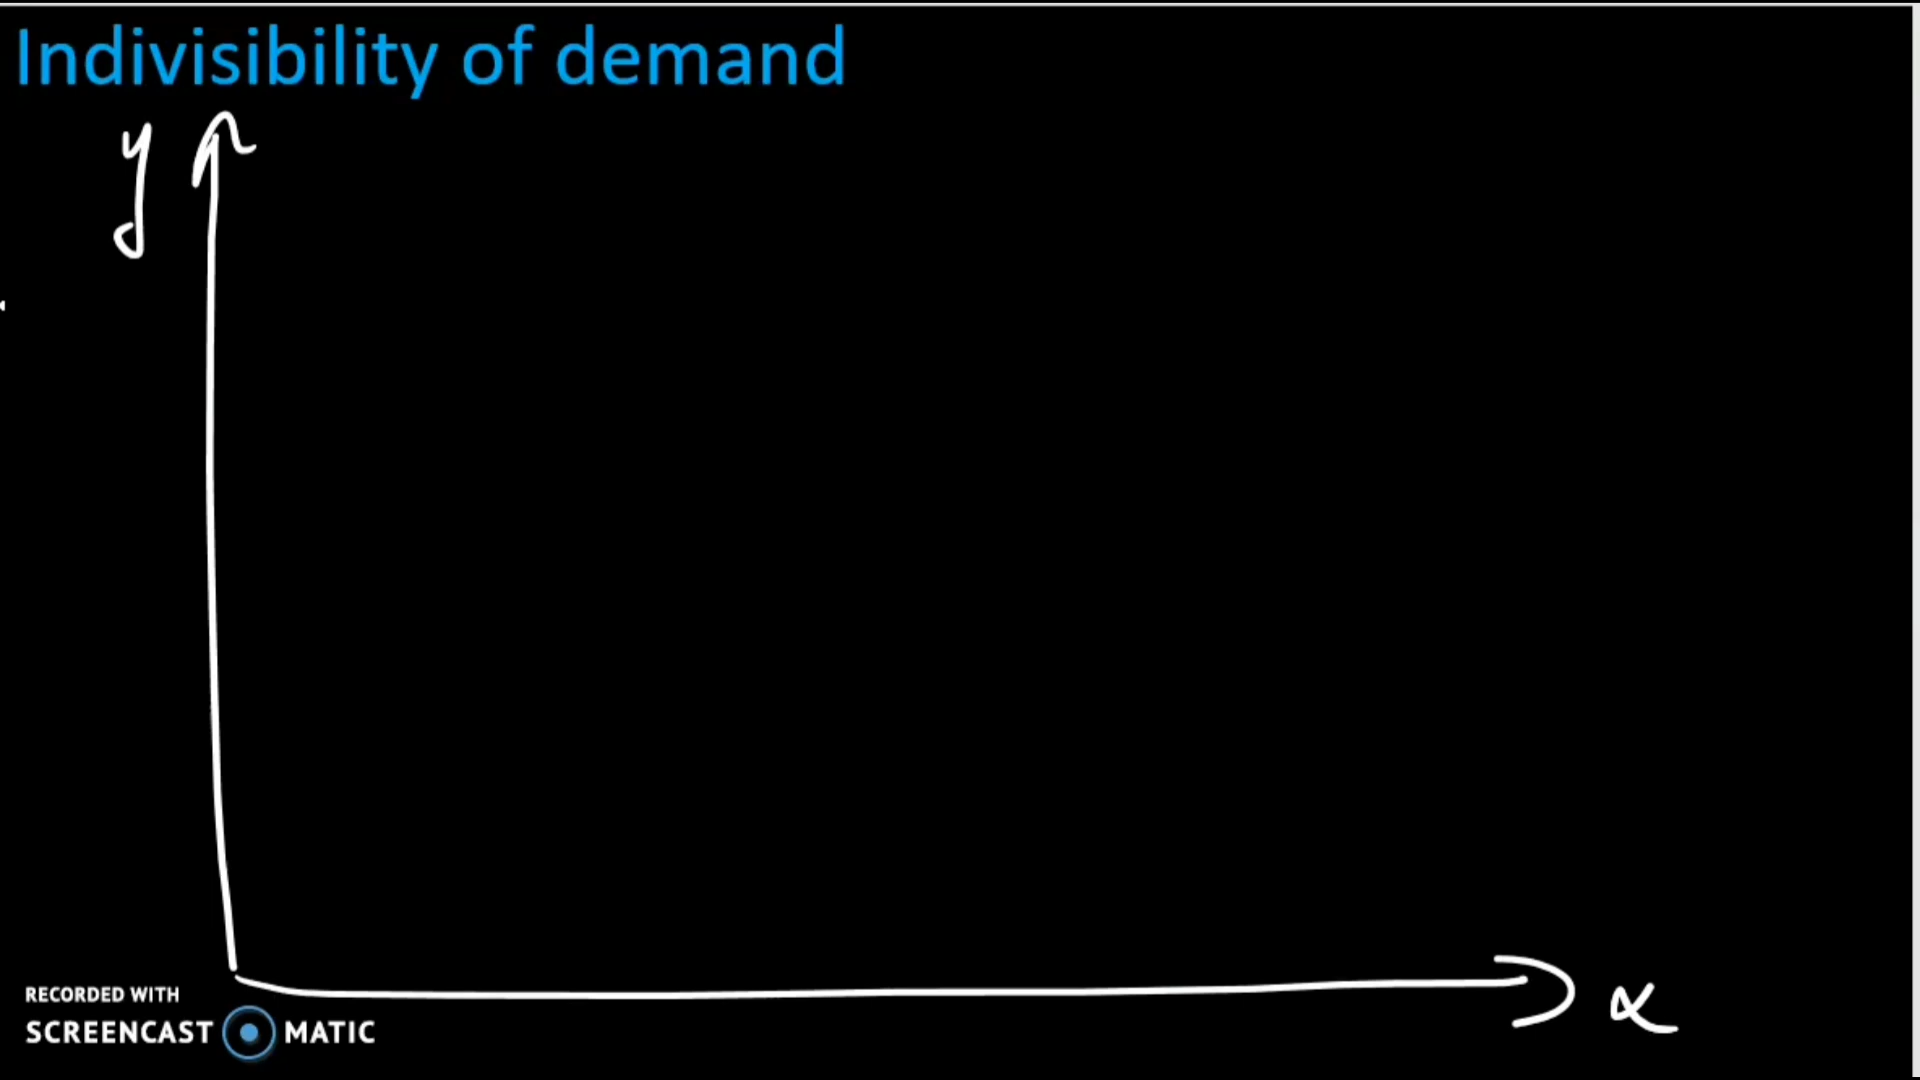 Indivisibility of demand
y
x
RECORDED WITH
SCREENCAST MATIC